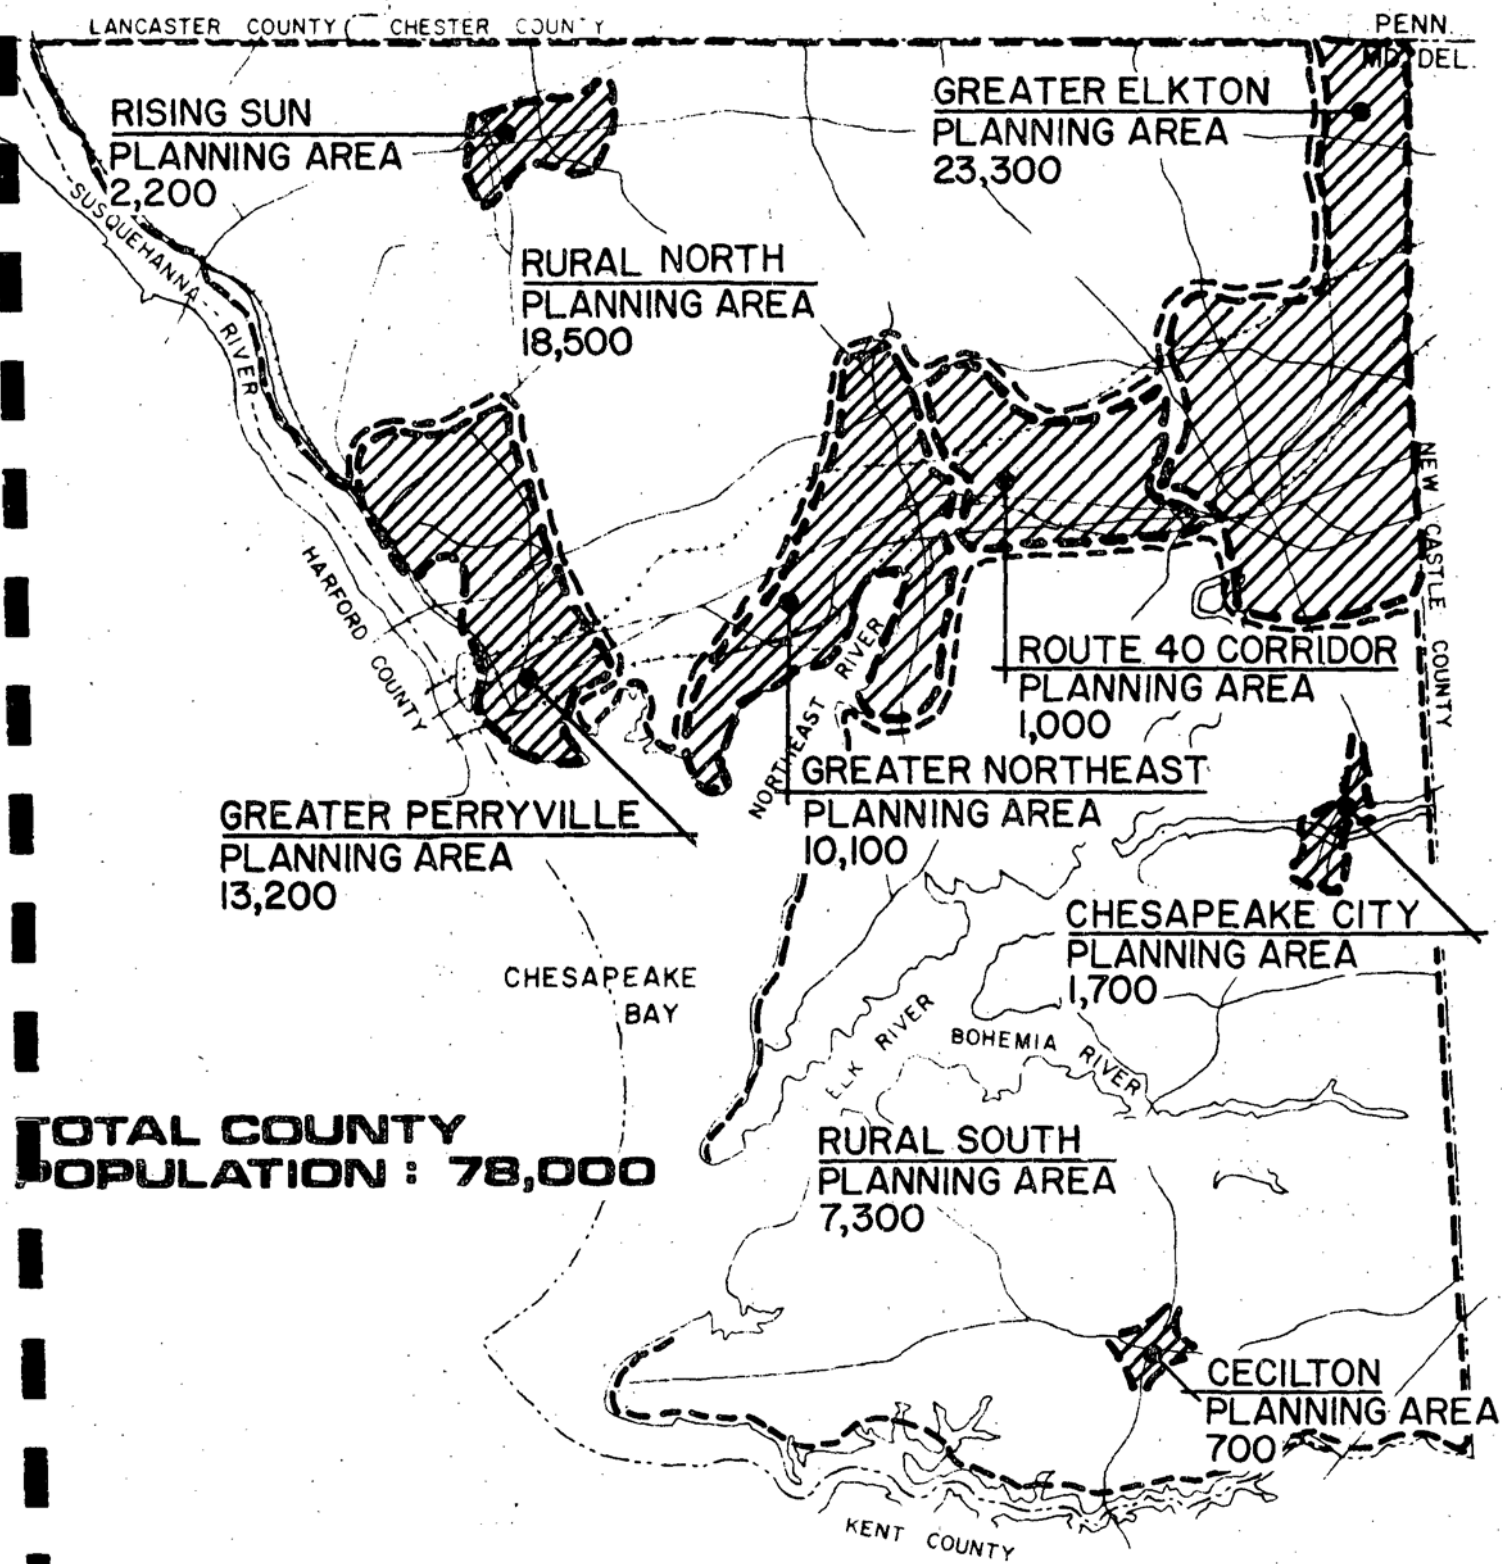 LANCASTER COUNTY CHESTER COUNTY
PENN.
MD. DEL.
RISING SUN
PLANNING AREA
2,200
GREATER ELKTON
PLANNING AREA
23,300
SUSQUEHANNA RIVER
RURAL NORTH
PLANNING AREA
18,500
HARFORD COUNTY
NEW CASTLE COUNTY
NORTHEAST RIVER
ROUTE 40 CORRIDOR
PLANNING AREA
1,000
GREATER NORTHEAST
PLANNING AREA
10,100
GREATER PERRYVILLE
PLANNING AREA
13,200
CHESAPEAKE CITY
PLANNING AREA
1,700
CHESAPEAKE
BAY
ELK RIVER
BOHEMIA RIVER
TOTAL COUNTY
POPULATION : 78,000
RURAL SOUTH
PLANNING AREA
7,300
CECILTON
PLANNING AREA
700
KENT COUNTY